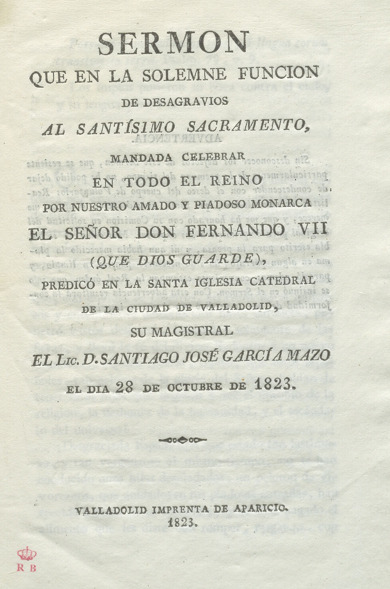 SERMON
QUE EN LA SOLEMNE FUNCION
DE DESAGRAVIOS
AL SANTÍSIMO SACRAMENTO,
MANDADA CELEBRAR
EN TODO EL REINO
POR NUESTRO AMADO Y PIADOSO MONARCA
EL SEÑOR DON FERNANDO VII
(QUE DIOS GUARDE),
PREDICÓ EN LA SANTA IGLESIA CATEDRAL
DE LA CIUDAD DE VALLADOLID,
SU MAGISTRAL
EL LIC. D. SANTIAGO JOSÉ GARCÍA MAZO
EL DIA 28 DE OCTUBRE DE 1823.
VALLADOLID IMPRENTA DE APARICIO.
1823.
R B